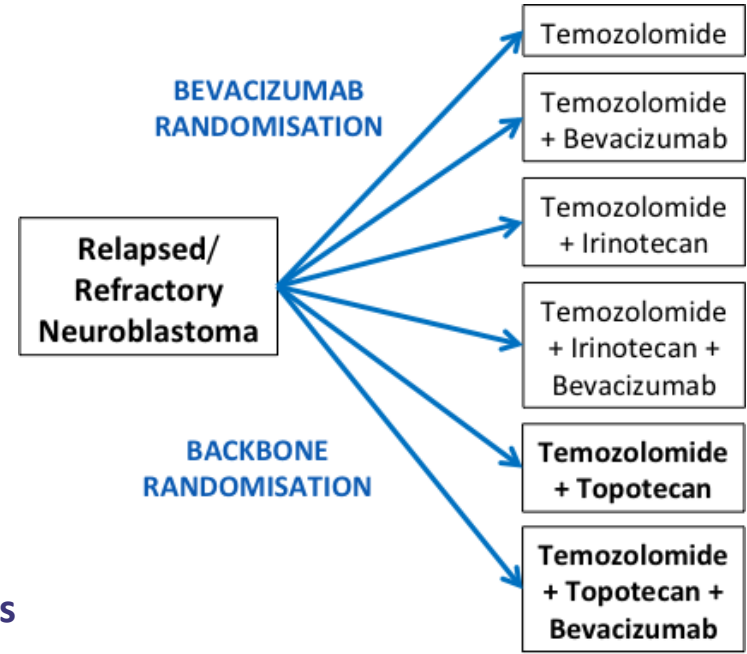 BEVACIZUMAB
RANDOMISATION
Relapsed/
Refractory
Neuroblastoma
BACKBONE
RANDOMISATION
s
Temozolomide
Temozolomide
+ Bevacizumab
Temozolomide
+ Irinotecan
Temozolomide
+ Irinotecan +
Bevacizumab
Temozolomide
+ Topotecan
Temozolomide
+ Topotecan +
Bevacizumab